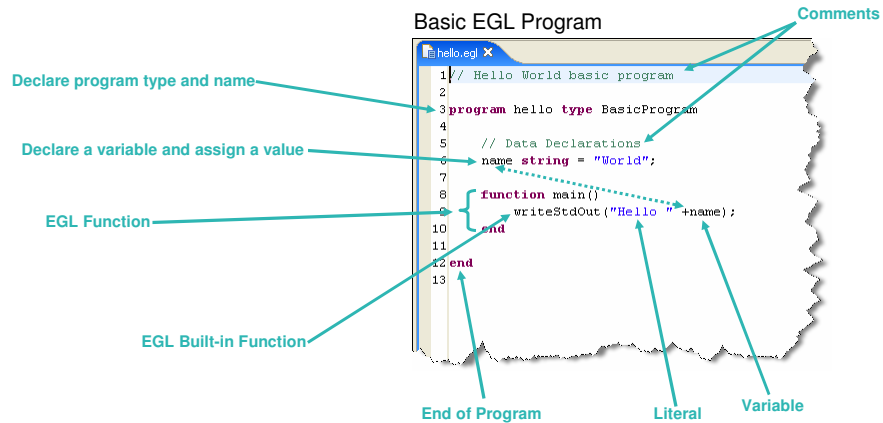 Basic EGL Program
Comments
hello.egl
Declare program type and name
Declare a variable and assign a value
EGL Function
EGL Built-in Function
1 // Hello World basic program
2
3 program hello type BasicProgram
4
5 // Data Declarations
6 name string = "World";
7
8 function main()
9 writeStdOut("Hello " +name);
10 end
11
12 end
13
End of Program
Literal
Variable